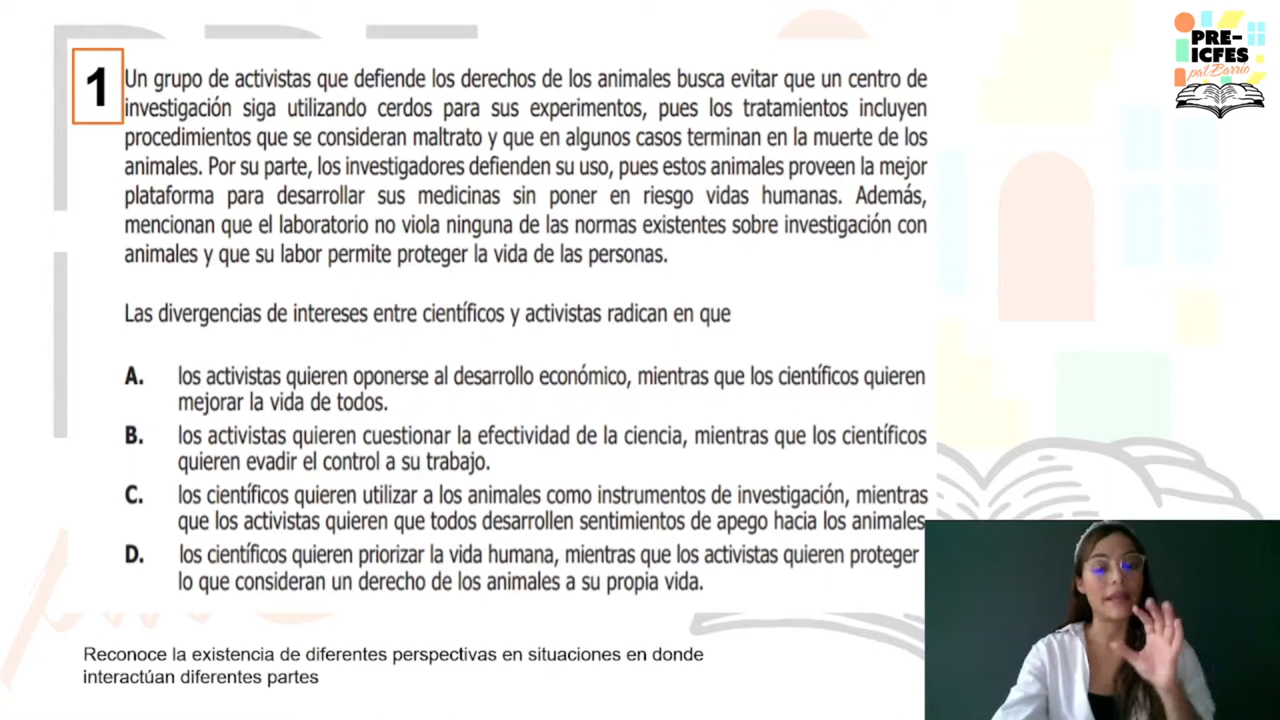 PRE-
ICFES
pal Barrio
1
Un grupo de activistas que defiende los derechos de los animales busca evitar que un centro de
investigación siga utilizando cerdos para sus experimentos, pues los tratamientos incluyen
procedimientos que se consideran maltrato y que en algunos casos terminan en la muerte de los
animales. Por su parte, los investigadores defienden su uso, pues estos animales proveen la mejor
plataforma para desarrollar sus medicinas sin poner en riesgo vidas humanas. Además,
mencionan que el laboratorio no viola ninguna de las normas existentes sobre investigación con
animales y que su labor permite proteger la vida de las personas.
Las divergencias de intereses entre científicos y activistas radican en que
A. los activistas quieren oponerse al desarrollo económico, mientras que los científicos quieren
mejorar la vida de todos.
B. los activistas quieren cuestionar la efectividad de la ciencia, mientras que los científicos
quieren evadir el control a su trabajo.
C. los científicos quieren utilizar a los animales como instrumentos de investigación, mientras
que los activistas quieren que todos desarrollen sentimientos de apego hacia los animales
D. los científicos quieren priorizar la vida humana, mientras que los activistas quieren proteger
lo que consideran un derecho de los animales a su propia vida.
Reconoce la existencia de diferentes perspectivas en situaciones en donde
interactúan diferentes partes